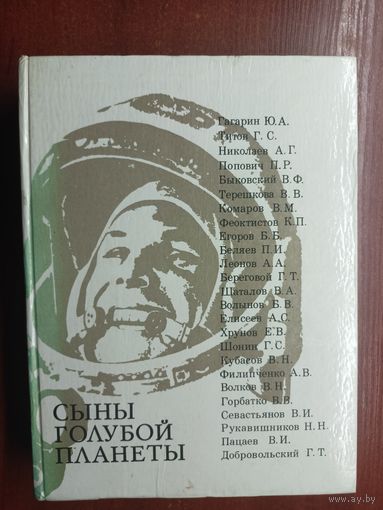 Гагарин Ю.А.
Титов Г. С.
Николаев А. Г.
Попович П.Р.
Быковский В.Ф.
Терешкова В. В.
Комаров В. М.
Феоктистов К.П.
Егоров Б.Б.
Беляев П.И.
Леонов А.А.
Береговой Г. Т.
Шаталов В. А.
Волынов Б. В.
Елисеев А.С.
Хрунов Е.В
Шонин Г.С.
Кубасов В.Н.
Филипченко А.В.
Волков В.Н.
Горбатко В.В.
Севастьянов В. И.
Рукавишников Н. Н.
Пацаев В. И.
Добровольский Г. Т.
СЫНЫ
ГОЛУБОЙ
ПЛАНЕТЫ
www.ay.by